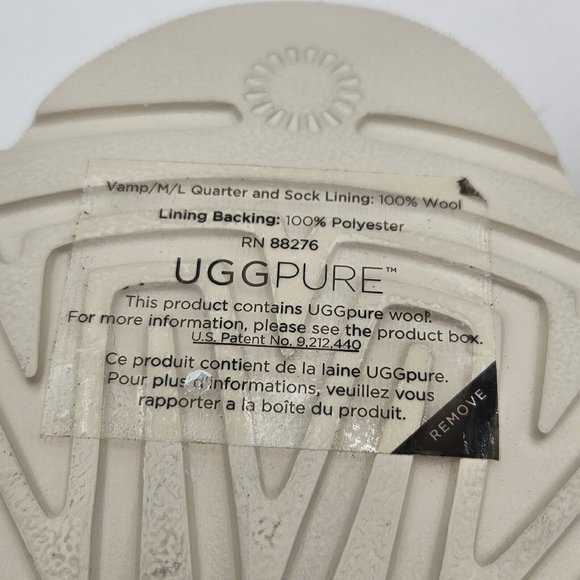 Vamp/M/L Quarter and Sock Lining: 100% Wool
Lining Backing: 100% Polyester
RN 88276
UGGPURE™
This product contains UGGpure wool.
For more information, please see the product box.
U.S. Patent No. 9,212,440
Ce produit contient de la laine UGGpure.
Pour plus d'informations, veuillez vous
rapporter a la boîte du produit.
REMOVE